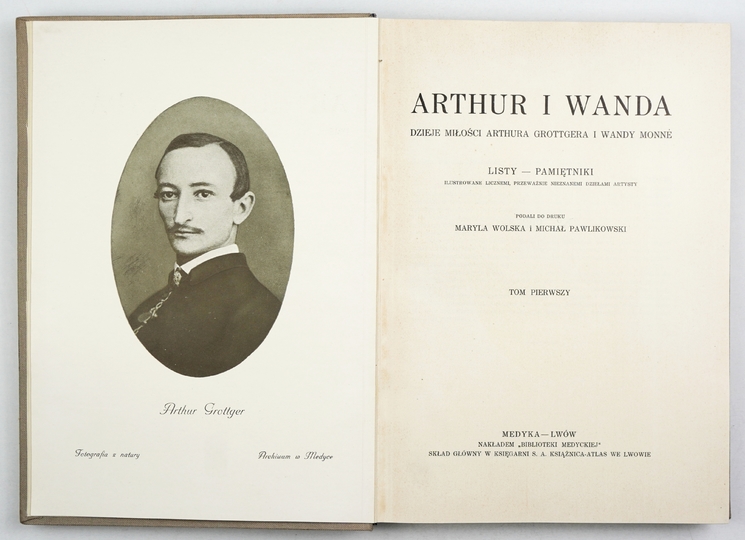 Arthur Grottger
Fotografia z natury
Archiwum w Medyce
ARTHUR I WANDA
DZIEJE MIŁOŚCI ARTHURA GROTTGERA I WANDY MONNÉ
LISTY — PAMIĘTNIKI
ILUSTROWANE LICZNEMI, PRZEWAŻNIE NIEZNANEMI DZIEŁAMI ARTYSTY
PODALI DO DRUKU
MARYLA WOLSKA i MICHAŁ PAWLIKOWSKI
TOM PIERWSZY
MEDYKA — LWÓW
NAKŁADEM „BIBLIOTEKI MEDYCKIEJ"
SKŁAD GŁÓWNY W KSIĘGARNI S. A. KSIĄŻNICA-ATLAS WE LWOWIE